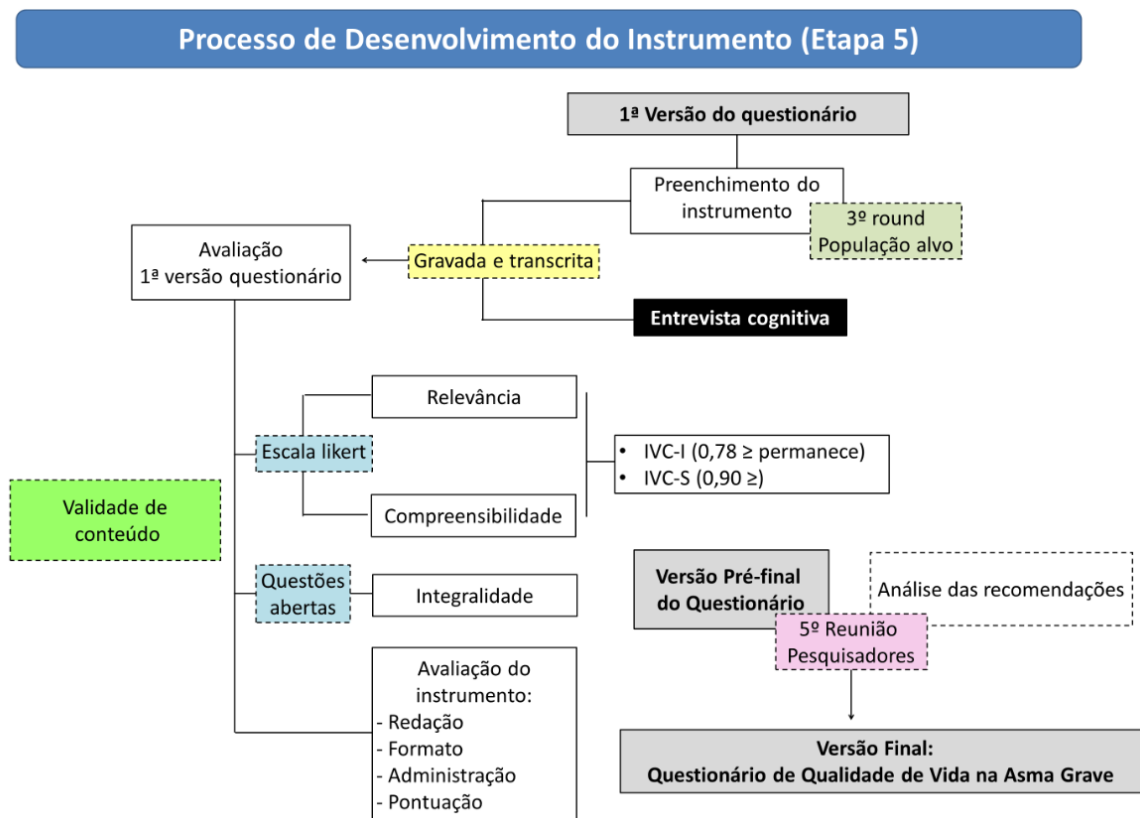 Processo de Desenvolvimento do Instrumento (Etapa 5)
1ª Versão do questionário
Preenchimento do
instrumento
3º round
População alvo
Avaliação
1ª versão questionário
Gravada e transcrita
Entrevista cognitiva
Relevância
Escala likert
• IVC-I (0,78 ≥ permanece)
• IVC-S (0,90 ≥)
Compreensibilidade
Validade de
conteúdo
Questões
abertas
Integralidade
Versão Pré-final
do Questionário
Análise das recomendações
5º Reunião
Pesquisadores
Avaliação do
instrumento:
- Redação
- Formato
- Administração
- Pontuação
Versão Final:
Questionário de Qualidade de Vida na Asma Grave